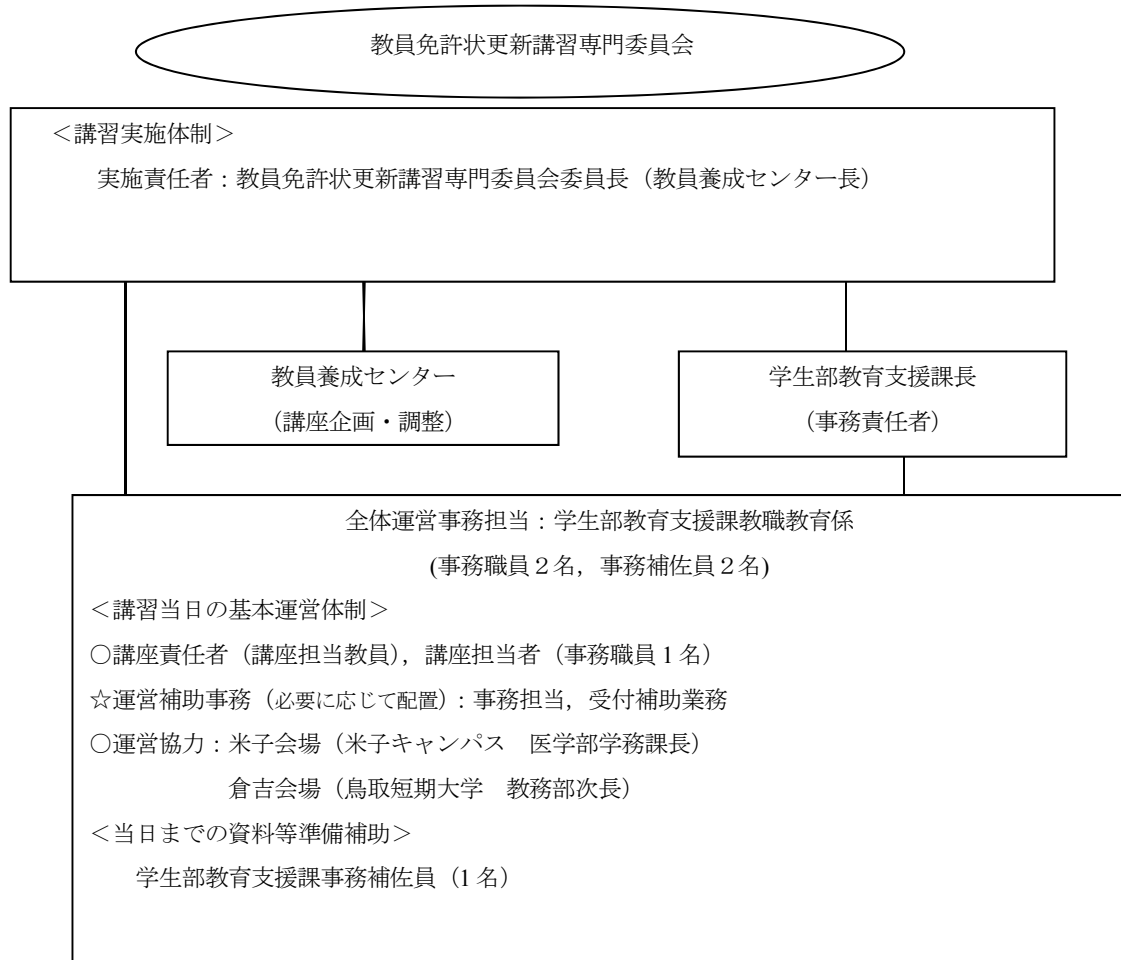 教員免許状更新講習専門委員会
＜講習実施体制＞
実施責任者：教員免許状更新講習専門委員会委員長（教員養成センター長）
教員養成センター
（講座企画・調整）
学生部教育支援課長
（事務責任者）
全体運営事務担当：学生部教育支援課教職教育係
(事務職員２名，事務補佐員２名)
＜講習当日の基本運営体制＞
○講座責任者（講座担当教員），講座担当者（事務職員１名）
☆運営補助事務（必要に応じて配置）：事務担当，受付補助業務
○運営協力：米子会場（米子キャンパス　医学部学務課長）
倉吉会場（鳥取短期大学　教務部次長）
＜当日までの資料等準備補助＞
学生部教育支援課事務補佐員（1名）